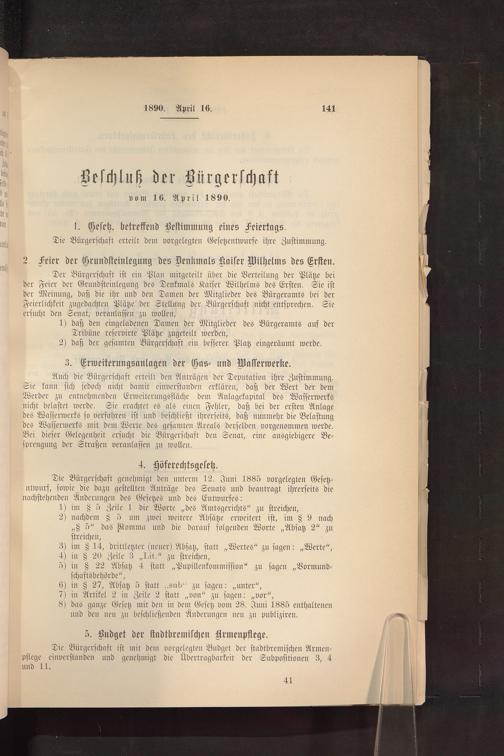 1890. April 16. 141
Beschluß der Bürgerschaft
vom 16. April 1890.
1. Gesetz, betreffend Bestimmung eines Feiertags.
Die Bürgerschaft erteilt dem vorgelegten Gesetzentwurfe ihre Zustimmung.
2. Feier der Grundsteinlegung des Denkmals Kaiser Wilhelms des Ersten.
Der Bürgerschaft ist ein Plan mitgeteilt über die Verteilung der Plätze bei
der Feier der Grundsteinlegung des Denkmals Kaiser Wilhelms des Ersten. Sie ist
der Meinung, daß die ihr und den Damen der Mitglieder des Bürgeramts bei der
Feierlichkeit zugedachten Plätze der Stellung der Bürgerschaft nicht entsprechen. Sie
ersucht den Senat, veranlassen zu wollen,
1) daß den eingeladenen Damen der Mitglieder des Bürgeramts auf der
Tribüne reservirte Plätze zugeteilt werden,
2) daß der gesamten Bürgerschaft ein besserer Platz eingeräumt werde.
3. Erweiterungsanlagen der Gas- und Wasserwerke.
Auch die Bürgerschaft erteilt den Anträgen der Deputation ihre Zustimmung.
Sie kann sich jedoch nicht damit einverstanden erklären, daß der Wert der dem
Werder zu entnehmenden Erweiterungsfläche dem Anlagekapital des Wasserwerks
nicht belastet werde. Sie erachtet es als einen Fehler, daß bei der ersten Anlage
des Wasserwerks so verfahren ist und beschließt ihrerseits, daß nunmehr die Belastung
des Wasserwerks mit dem Werte des gesamten Areals derselben vorgenommen werde.
Bei dieser Gelegenheit ersucht die Bürgerschaft den Senat, eine ausgiebigere Be-
sprengung der Straßen veranlassen zu wollen.
4. Höferechtsgesetz.
Die Bürgerschaft genehmigt den unterm 12. Juni 1885 vorgelegten Gesetz-
entwurf, sowie die dazu gestellten Anträge des Senats und beantragt ihrerseits die
nachstehenden Änderungen des Gesetzes und des Entwurfes:
1) im § 5 Zeile 1 die Worte „des Amtsgerichts“ zu streichen,
2) nachdem § 5 um zwei weitere Absätze erweitert ist, im § 9 nach
„§ 5“ das Komma und die darauf folgenden Worte „Absatz 2“ zu
streichen,
3) im § 14, drittletzter (neuer) Absatz, statt „Wertes“ zu sagen: „Werte“,
4) in § 20 Zeile 3 „Lit.“ zu streichen,
5) in § 22 Absatz 4 statt „Pupillenkommission“ zu sagen „Vormund-
schaftsbehörde“,
6) in § 27, Absatz 5 statt „sub“ zu sagen: „unter“,
7) in Artikel 2 in Zeile 2 statt „von“ zu sagen: „vor“,
8) das ganze Gesetz mit den in dem Gesetz vom 28. Juni 1885 enthaltenen
und den neu zu beschließenden Änderungen neu zu publiziren.
5. Budget der stadtbremischen Armenpflege.
Die Bürgerschaft ist mit dem vorgelegten Budget der stadtbremischen Armen-
pflege einverstanden und genehmigt die Übertragbarkeit der Subpositionen 3, 4
und 11.
41